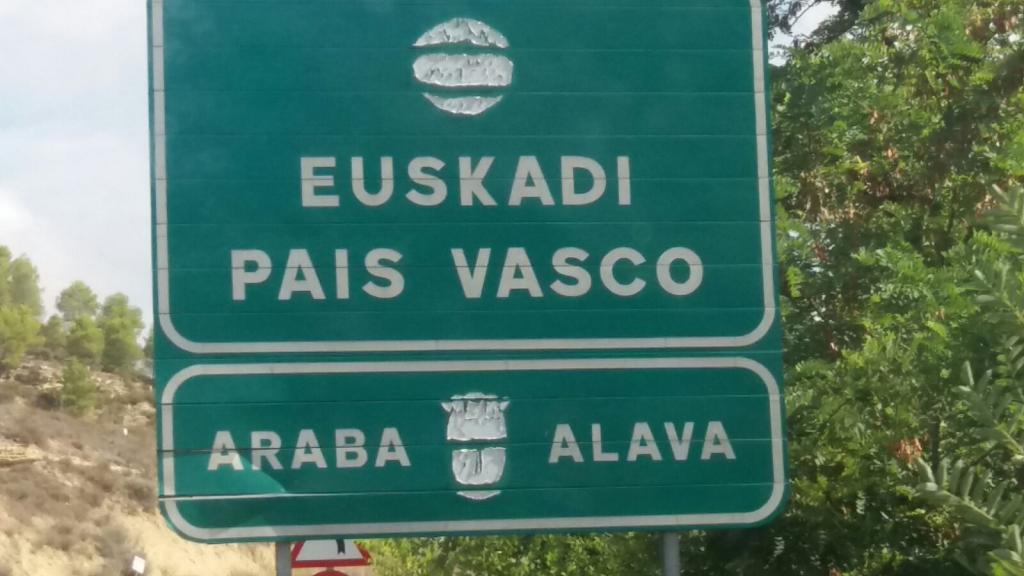 EUSKADI
PAIS VASCO
ARABA ALAVA